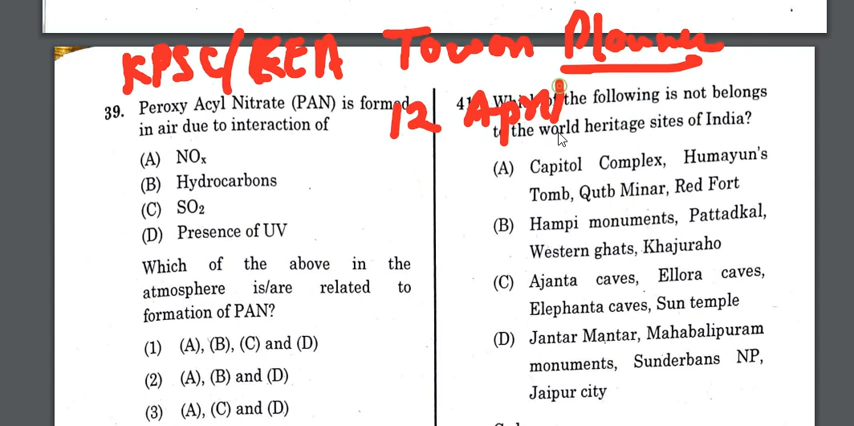 KPSC/KEA Town Planner
12 April
39. Peroxy Acyl Nitrate (PAN) is formed
in air due to interaction of
(A) NOx
(B) Hydrocarbons
(C) SO2
(D) Presence of UV
Which of the above in the
atmosphere is/are related to
formation of PAN?
(1) (A), (B), (C) and (D)
(2) (A), (B) and (D)
(3) (A), (C) and (D)
41. Which of the following is not belongs
to the world heritage sites of India?
(A) Capitol Complex, Humayun's
Tomb, Qutb Minar, Red Fort
(B) Hampi monuments, Pattadkal,
Western ghats, Khajuraho
(C) Ajanta caves, Ellora caves,
Elephanta caves, Sun temple
(D) Jantar Mantar, Mahabalipuram
monuments, Sunderbans NP,
Jaipur city